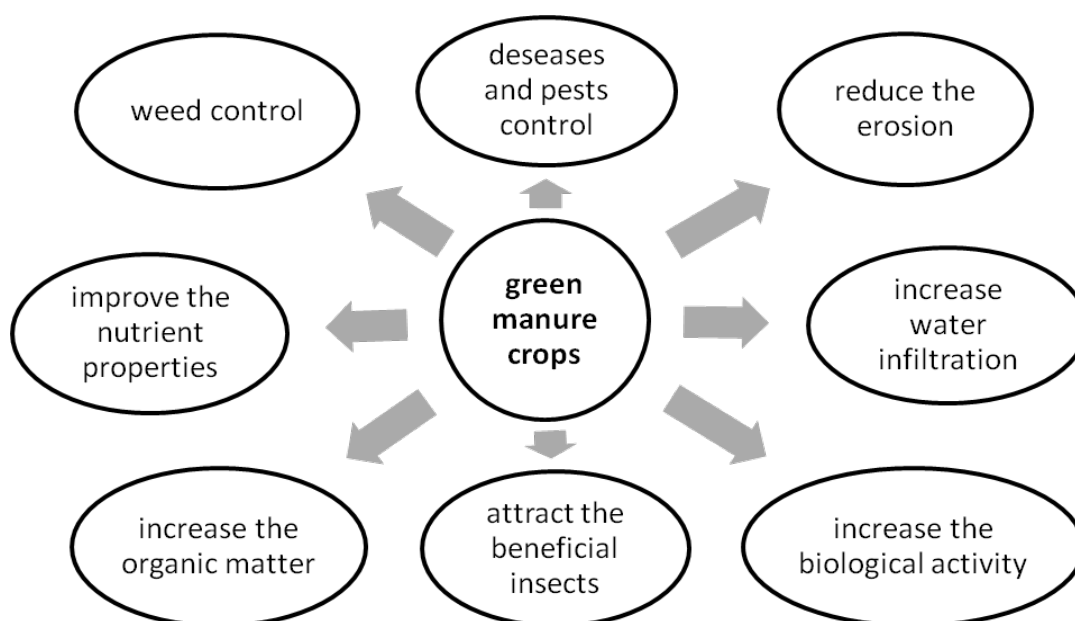 weed control
deseases
and pests
control
reduce the
erosion
improve the
nutrient
properties
green
manure
crops
increase
water
infiltration
increase the
organic matter
attract the
beneficial
insects
increase the
biological activity